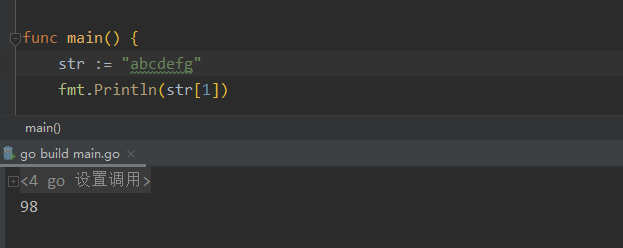 func main() {
str := "abcdefg"
fmt.Println(str[1])
main()
go build main.go ×
<4 go 设置调用>
98